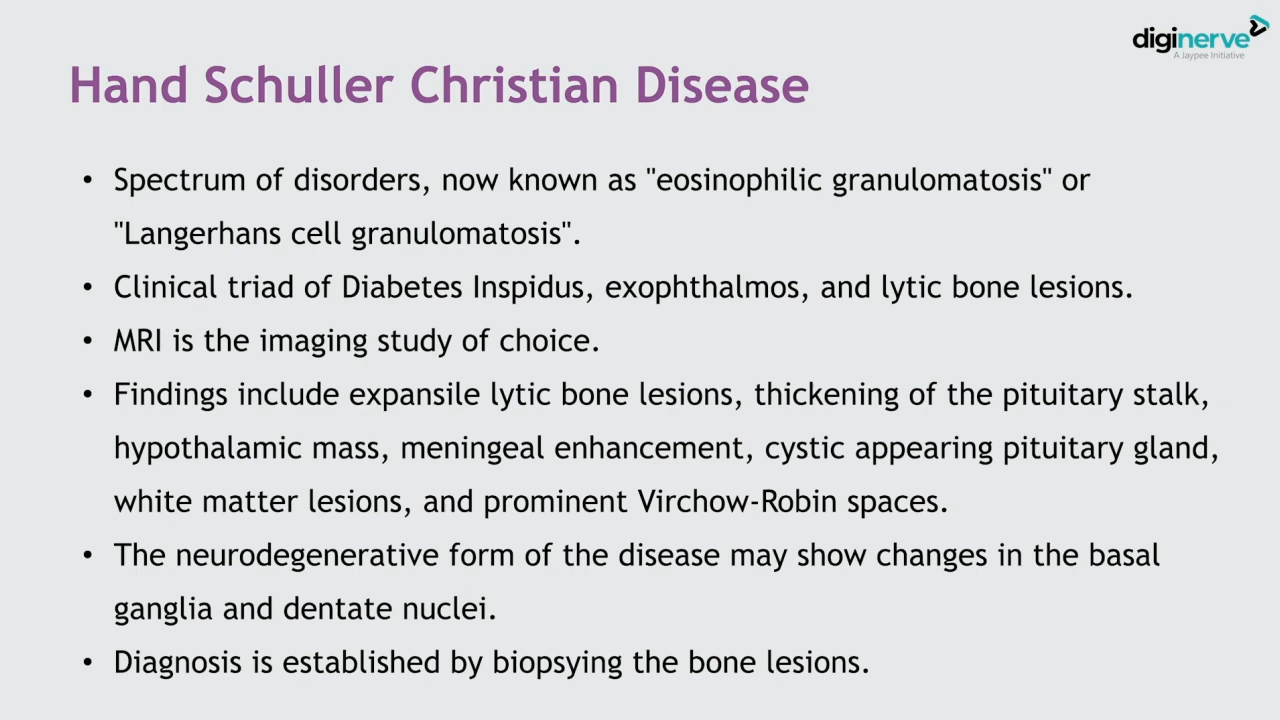 diginerve
A Jaypee Initiative
Hand Schuller Christian Disease
• Spectrum of disorders, now known as "eosinophilic granulomatosis" or
"Langerhans cell granulomatosis".
• Clinical triad of Diabetes Inspidus, exophthalmos, and lytic bone lesions.
• MRI is the imaging study of choice.
• Findings include expansile lytic bone lesions, thickening of the pituitary stalk,
hypothalamic mass, meningeal enhancement, cystic appearing pituitary gland,
white matter lesions, and prominent Virchow-Robin spaces.
• The neurodegenerative form of the disease may show changes in the basal
ganglia and dentate nuclei.
• Diagnosis is established by biopsying the bone lesions.